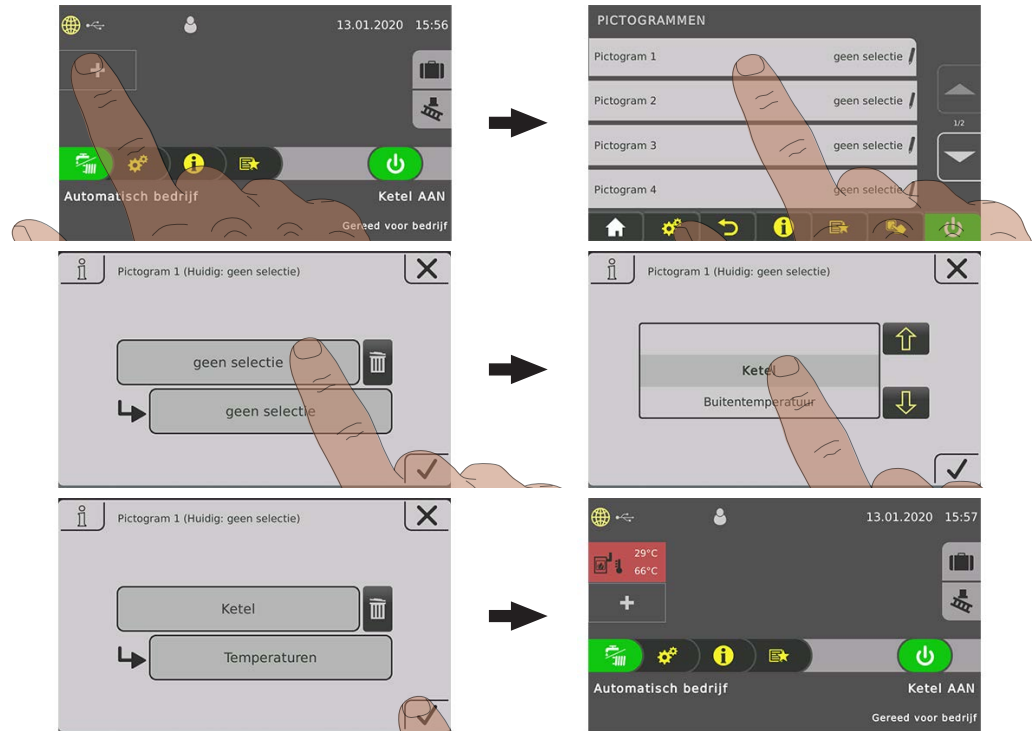 13.01.2020 15:56
+
Automatisch bedrijf Ketel AAN
Gereed voor bedrijf
PICTOGRAMMEN
Pictogram 1 geen selectie
Pictogram 2 geen selectie
1/2
Pictogram 3 geen selectie
Pictogram 4 geen selectie
Pictogram 1 (Huidig: geen selectie)
geen selectie
geen selectie
Pictogram 1 (Huidig: geen selectie)
Ketel
Buitentemperatuur
Pictogram 1 (Huidig: geen selectie)
Ketel
Temperaturen
13.01.2020 15:57
29°C
66°C
+
Automatisch bedrijf Ketel AAN
Gereed voor bedrijf